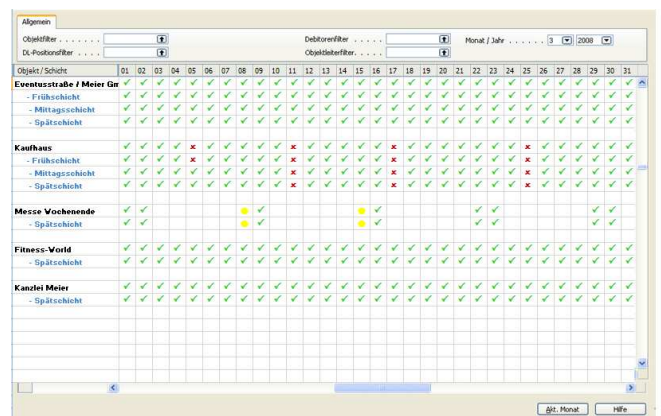 Allgemein
Objektfilter . . . . . . . Debitorenfilter . . . . . . Monat / Jahr . . . . . . 3 2008
DL-Positionsfilter . . . . Objektleiterfilter. . . . .
Objekt / Schicht 01 02 03 04 05 06 07 08 09 10 11 12 13 14 15 16 17 18 19 20 21 22 23 24 25 26 27 28 29 30 31
Eventusstraße / Meier Gm
- Frühschicht
- Mittagsschicht
- Spätschicht
Kaufhaus
- Frühschicht
- Mittagsschicht
- Spätschicht
Messe Wochenende
- Spätschicht
Fitness-World
- Spätschicht
Kanzlei Meier
- Spätschicht
Akt. Monat Hilfe